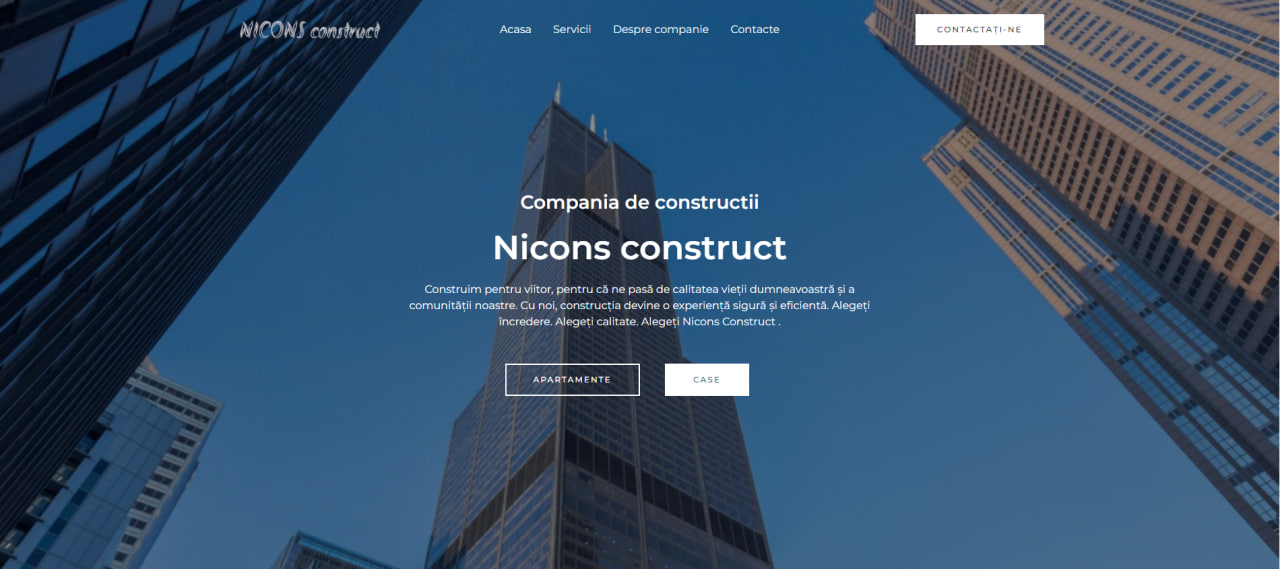 NICONS construct
Acasa Servicii Despre companie Contacte
CONTACTAȚI-NE
Compania de constructii
Nicons construct
Construim pentru viitor, pentru că ne pasă de calitatea vieții dumneavoastră și a
comunității noastre. Cu noi, construcția devine o experiență sigură și eficientă. Alegeți
încredere. Alegeți calitate. Alegeți Nicons Construct .
APARTAMENTE
CASE